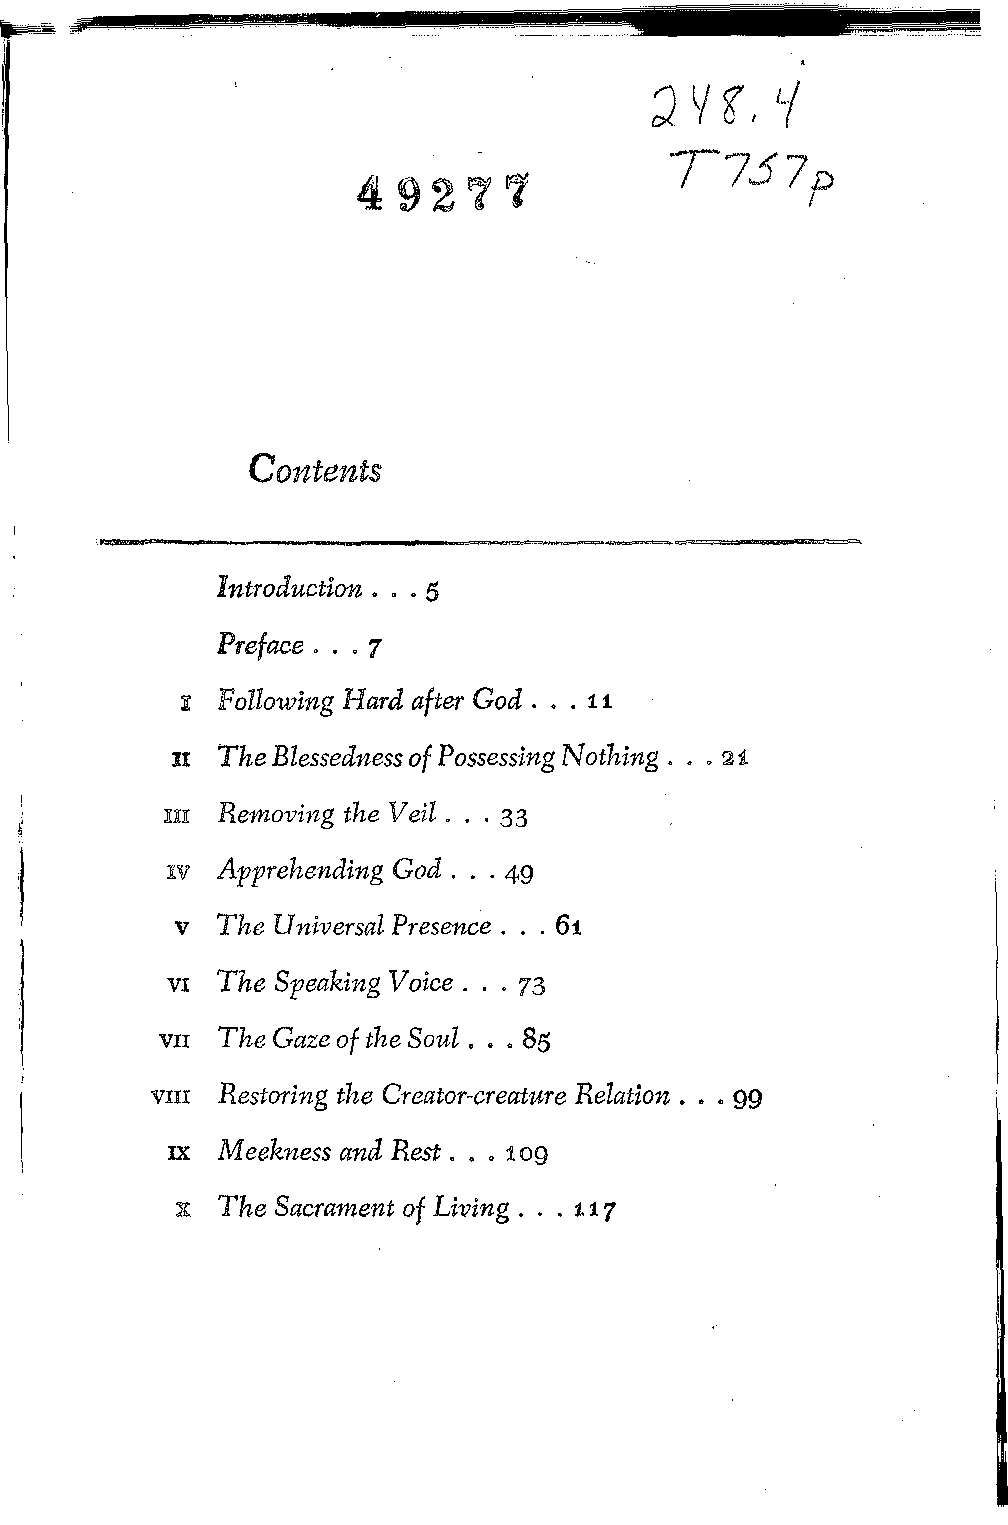 248.4
T757p
49277
Contents
Introduction . . . 5
Preface . . . 7
I Following Hard after God . . . 11
II The Blessedness of Possessing Nothing . . . 21
III Removing the Veil . . . 33
IV Apprehending God . . . 49
V The Universal Presence . . . 61
VI The Speaking Voice . . . 73
VII The Gaze of the Soul . . . 85
VIII Restoring the Creator-creature Relation . . . 99
IX Meekness and Rest . . . 109
X The Sacrament of Living . . . 117